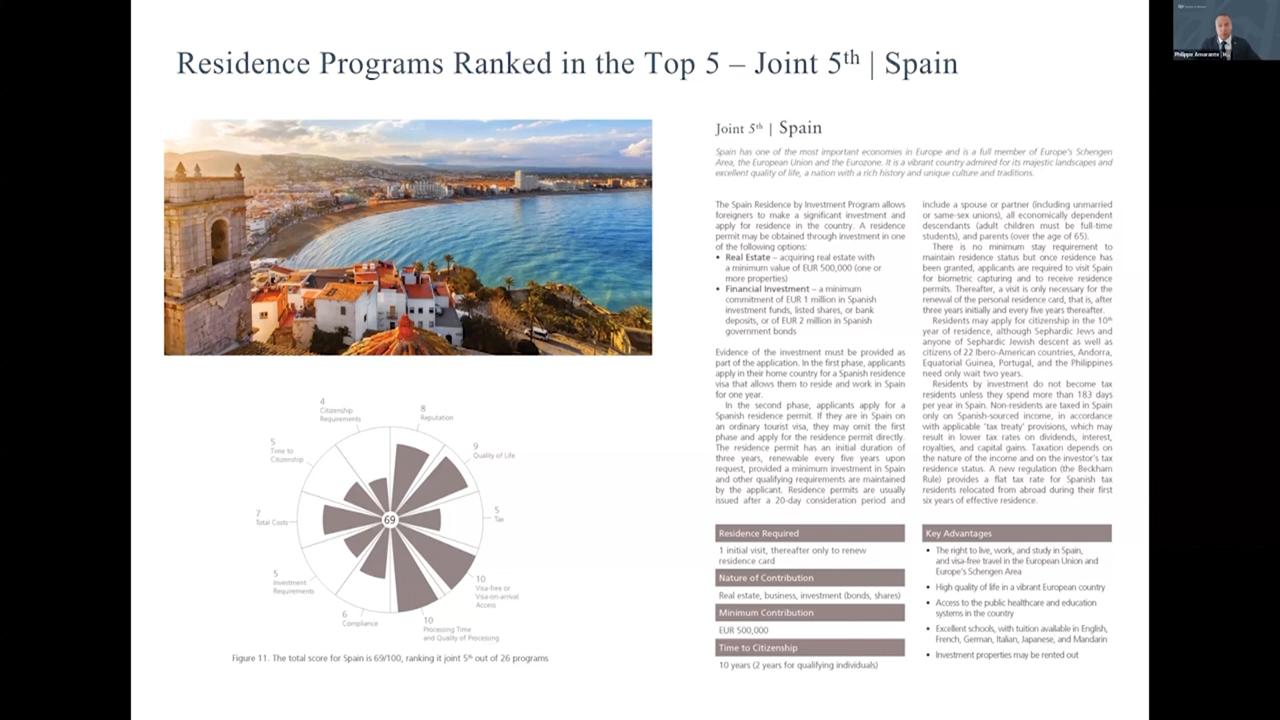 Residence Programs Ranked in the Top 5 – Joint 5th | Spain
Philippe Amarante | H
Joint 5th | Spain
Spain has one of the most important economies in Europe and is a full member of Europe's Schengen
Area, the European Union and the Eurozone. It is a vibrant country admired for its majestic landscapes and
excellent quality of life, a nation with a rich history and unique culture and traditions.
The Spain Residence by Investment Program allows
foreigners to make a significant investment and
apply for residence in the country. A residence
permit may be obtained through investment in one
of the following options:
• Real Estate – acquiring real estate with
a minimum value of EUR 500,000 (one or
more properties)
• Financial Investment – a minimum
commitment of EUR 1 million in Spanish
investment funds, listed shares, or bank
deposits, or of EUR 2 million in Spanish
government bonds
Evidence of the investment must be provided as
part of the application. In the first phase, applicants
apply in their home country for a Spanish residence
visa that allows them to reside and work in Spain
for one year.
In the second phase, applicants apply for a
Spanish residence permit. If they are in Spain on
an ordinary tourist visa, they may omit the first
phase and apply for the residence permit directly.
The residence permit has an initial duration of
three years, renewable every five years upon
request, provided a minimum investment in Spain
and other qualifying requirements are maintained
by the applicant. Residence permits are usually
issued after a 20-day consideration period and
include a spouse or partner (including unmarried
or same-sex unions), all economically dependent
descendants (adult children must be full-time
students), and parents (over the age of 65).
There is no minimum stay requirement to
maintain residence status but once residence has
been granted, applicants are required to visit Spain
for biometric capturing and to receive residence
permits. Thereafter, a visit is only necessary for the
renewal of the personal residence card, that is, after
three years initially and every five years thereafter.
Residents may apply for citizenship in the 10th
year of residence, although Sephardic Jews and
anyone of Sephardic Jewish descent as well as
citizens of 22 Ibero-American countries, Andorra,
Equatorial Guinea, Portugal, and the Philippines
need only wait two years.
Residents by investment do not become tax
residents unless they spend more than 183 days
per year in Spain. Non-residents are taxed in Spain
only on Spanish-sourced income, in accordance
with applicable 'tax treaty' provisions, which may
result in lower tax rates on dividends, interest,
royalties, and capital gains. Taxation depends on
the nature of the income and on the investor's tax
residence status. A new regulation (the Beckham
Rule) provides a flat tax rate for Spanish tax
residents relocated from abroad during their first
six years of effective residence.
4
Citizenship
Requirements
8
Reputation
9
Quality of Life
5
Tax
10
Visa-free or
Visa-on-arrival
Access
10
Processing Time
and Quality of Processing
6
Compliance
5
Investment
Requirements
7
Total Costs
5
Time to
Citizenship
69
Figure 11. The total score for Spain is 69/100, ranking it joint 5th out of 26 programs
Residence Required
1 initial visit, thereafter only to renew
residence card
Nature of Contribution
Real estate, business, investment (bonds, shares)
Minimum Contribution
EUR 500,000
Time to Citizenship
10 years (2 years for qualifying individuals)
Key Advantages
• The right to live, work, and study in Spain,
and visa-free travel in the European Union and
Europe's Schengen Area
• High quality of life in a vibrant European country
• Access to the public healthcare and education
systems in the country
• Excellent schools, with tuition available in English,
French, German, Italian, Japanese, and Mandarin
• Investment properties may be rented out